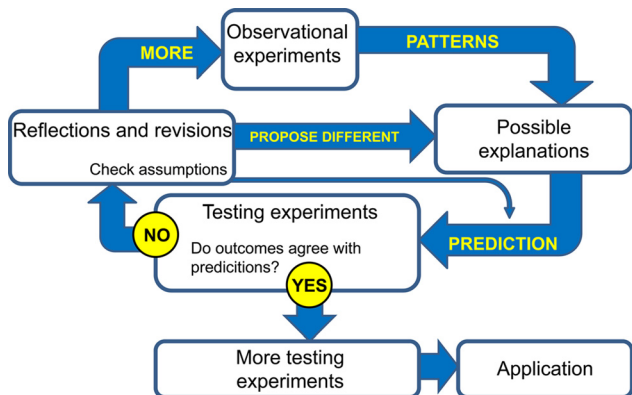 Observational
experiments
MORE
PATTERNS
Reflections and revisions
Check assumptions
PROPOSE DIFFERENT
Possible
explanations
Testing experiments
Do outcomes agree with
predicitions?
NO
PREDICTION
YES
More testing
experiments
Application